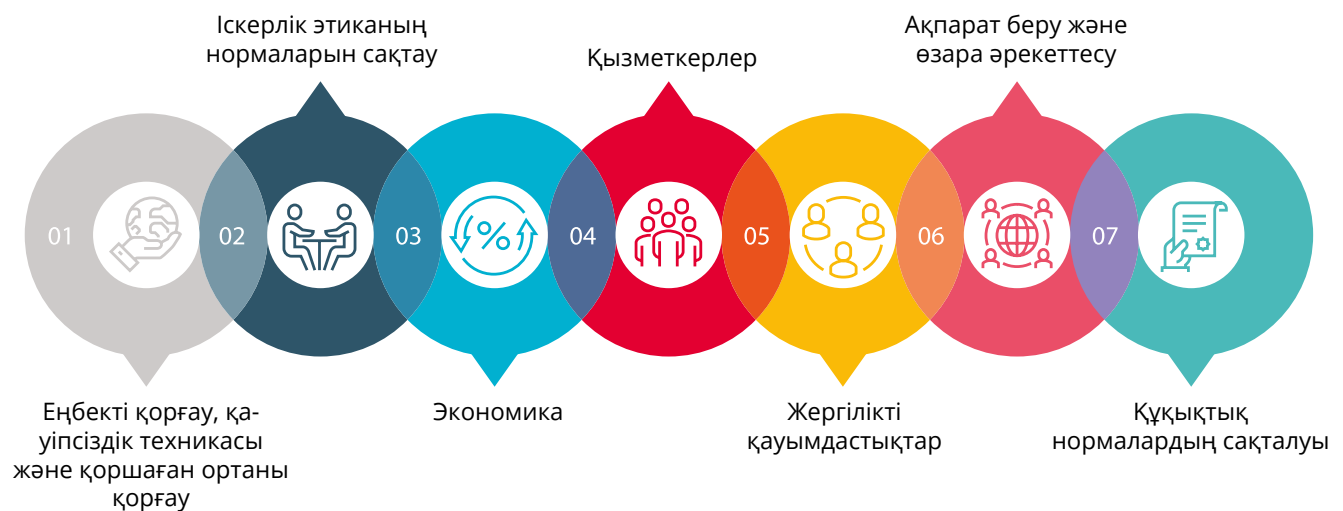 Іскерлік этиканың
нормаларын сақтау
Қызметкерлер
Ақпарат беру және
өзара әрекеттесу
01
02
03
%
04
05
06
07
Еңбекті қорғау, қа-
уіпсіздік техникасы
және қоршаған ортаны
қорғау
Экономика
Жергілікті
қауымдастықтар
Құқықтық
нормалардың сақталуы